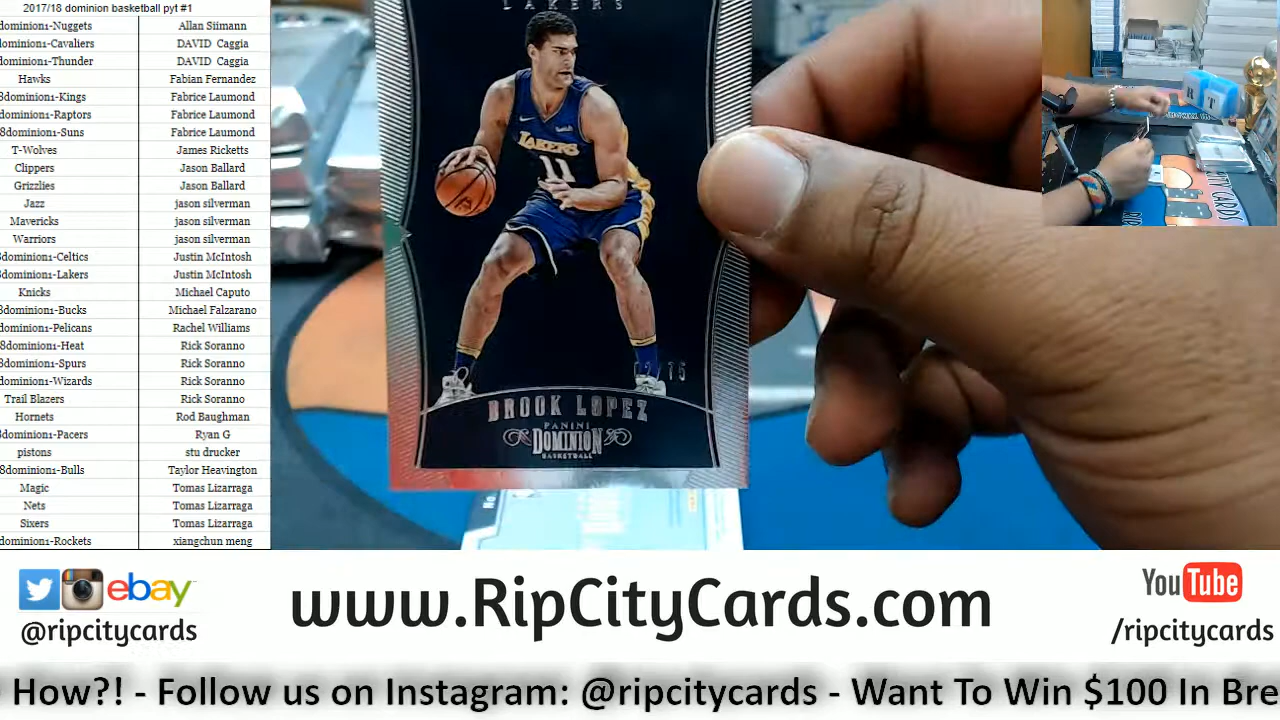 2017/18 dominion basketball pyt #1
dominion1-Nuggets Allan Siimann
dominion1-Cavaliers DAVID Caggia
dominion1-Thunder DAVID Caggia
Hawks Fabian Fernandez
8dominion1-Kings Fabrice Laumond
dominion1-Raptors Fabrice Laumond
8dominion1-Suns Fabrice Laumond
T-Wolves James Ricketts
Clippers Jason Ballard
Grizzlies Jason Ballard
Jazz jason silverman
Mavericks jason silverman
Warriors jason silverman
8dominion1-Celtics Justin McIntosh
8dominion1-Lakers Justin McIntosh
Knicks Michael Caputo
8dominion1-Bucks Michael Falzarano
dominion1-Pelicans Rachel Williams
8dominion1-Heat Rick Soranno
8dominion1-Spurs Rick Soranno
dominion1-Wizards Rick Soranno
Trail Blazers Rick Soranno
Hornets Rod Baughman
8dominion1-Pacers Ryan G
pistons stu drucker
8dominion1-Bulls Taylor Heavington
Magic Tomas Lizarraga
Nets Tomas Lizarraga
Sixers Tomas Lizarraga
dominion1-Rockets xiangchun meng
LAKERS
LAKERS
11
BROOK LOPEZ
PANINI
DOMINION
BASKETBALL
R T
ebay
@ripcitycards
www.RipCityCards.com
YouTube
/ripcitycards
How?! - Follow us on Instagram: @ripcitycards - Want To Win $100 In Bre